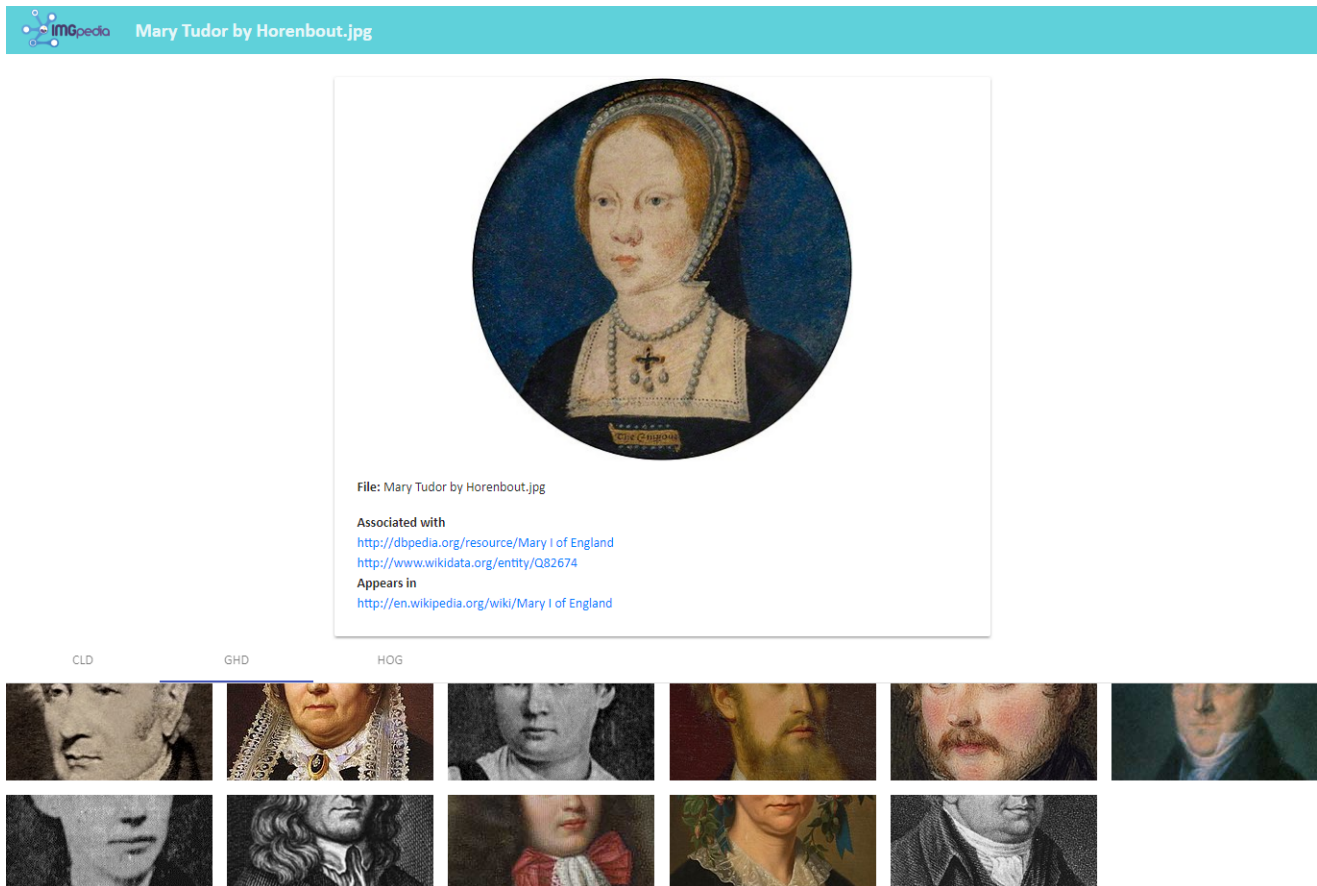 IMGpedia
Mary Tudor by Horenbout.jpg
File: Mary Tudor by Horenbout.jpg
Associated with
http://dbpedia.org/resource/Mary I of England
http://www.wikidata.org/entity/Q82674
Appears in
http://en.wikipedia.org/wiki/Mary I of England
CLD
GHD
HOG